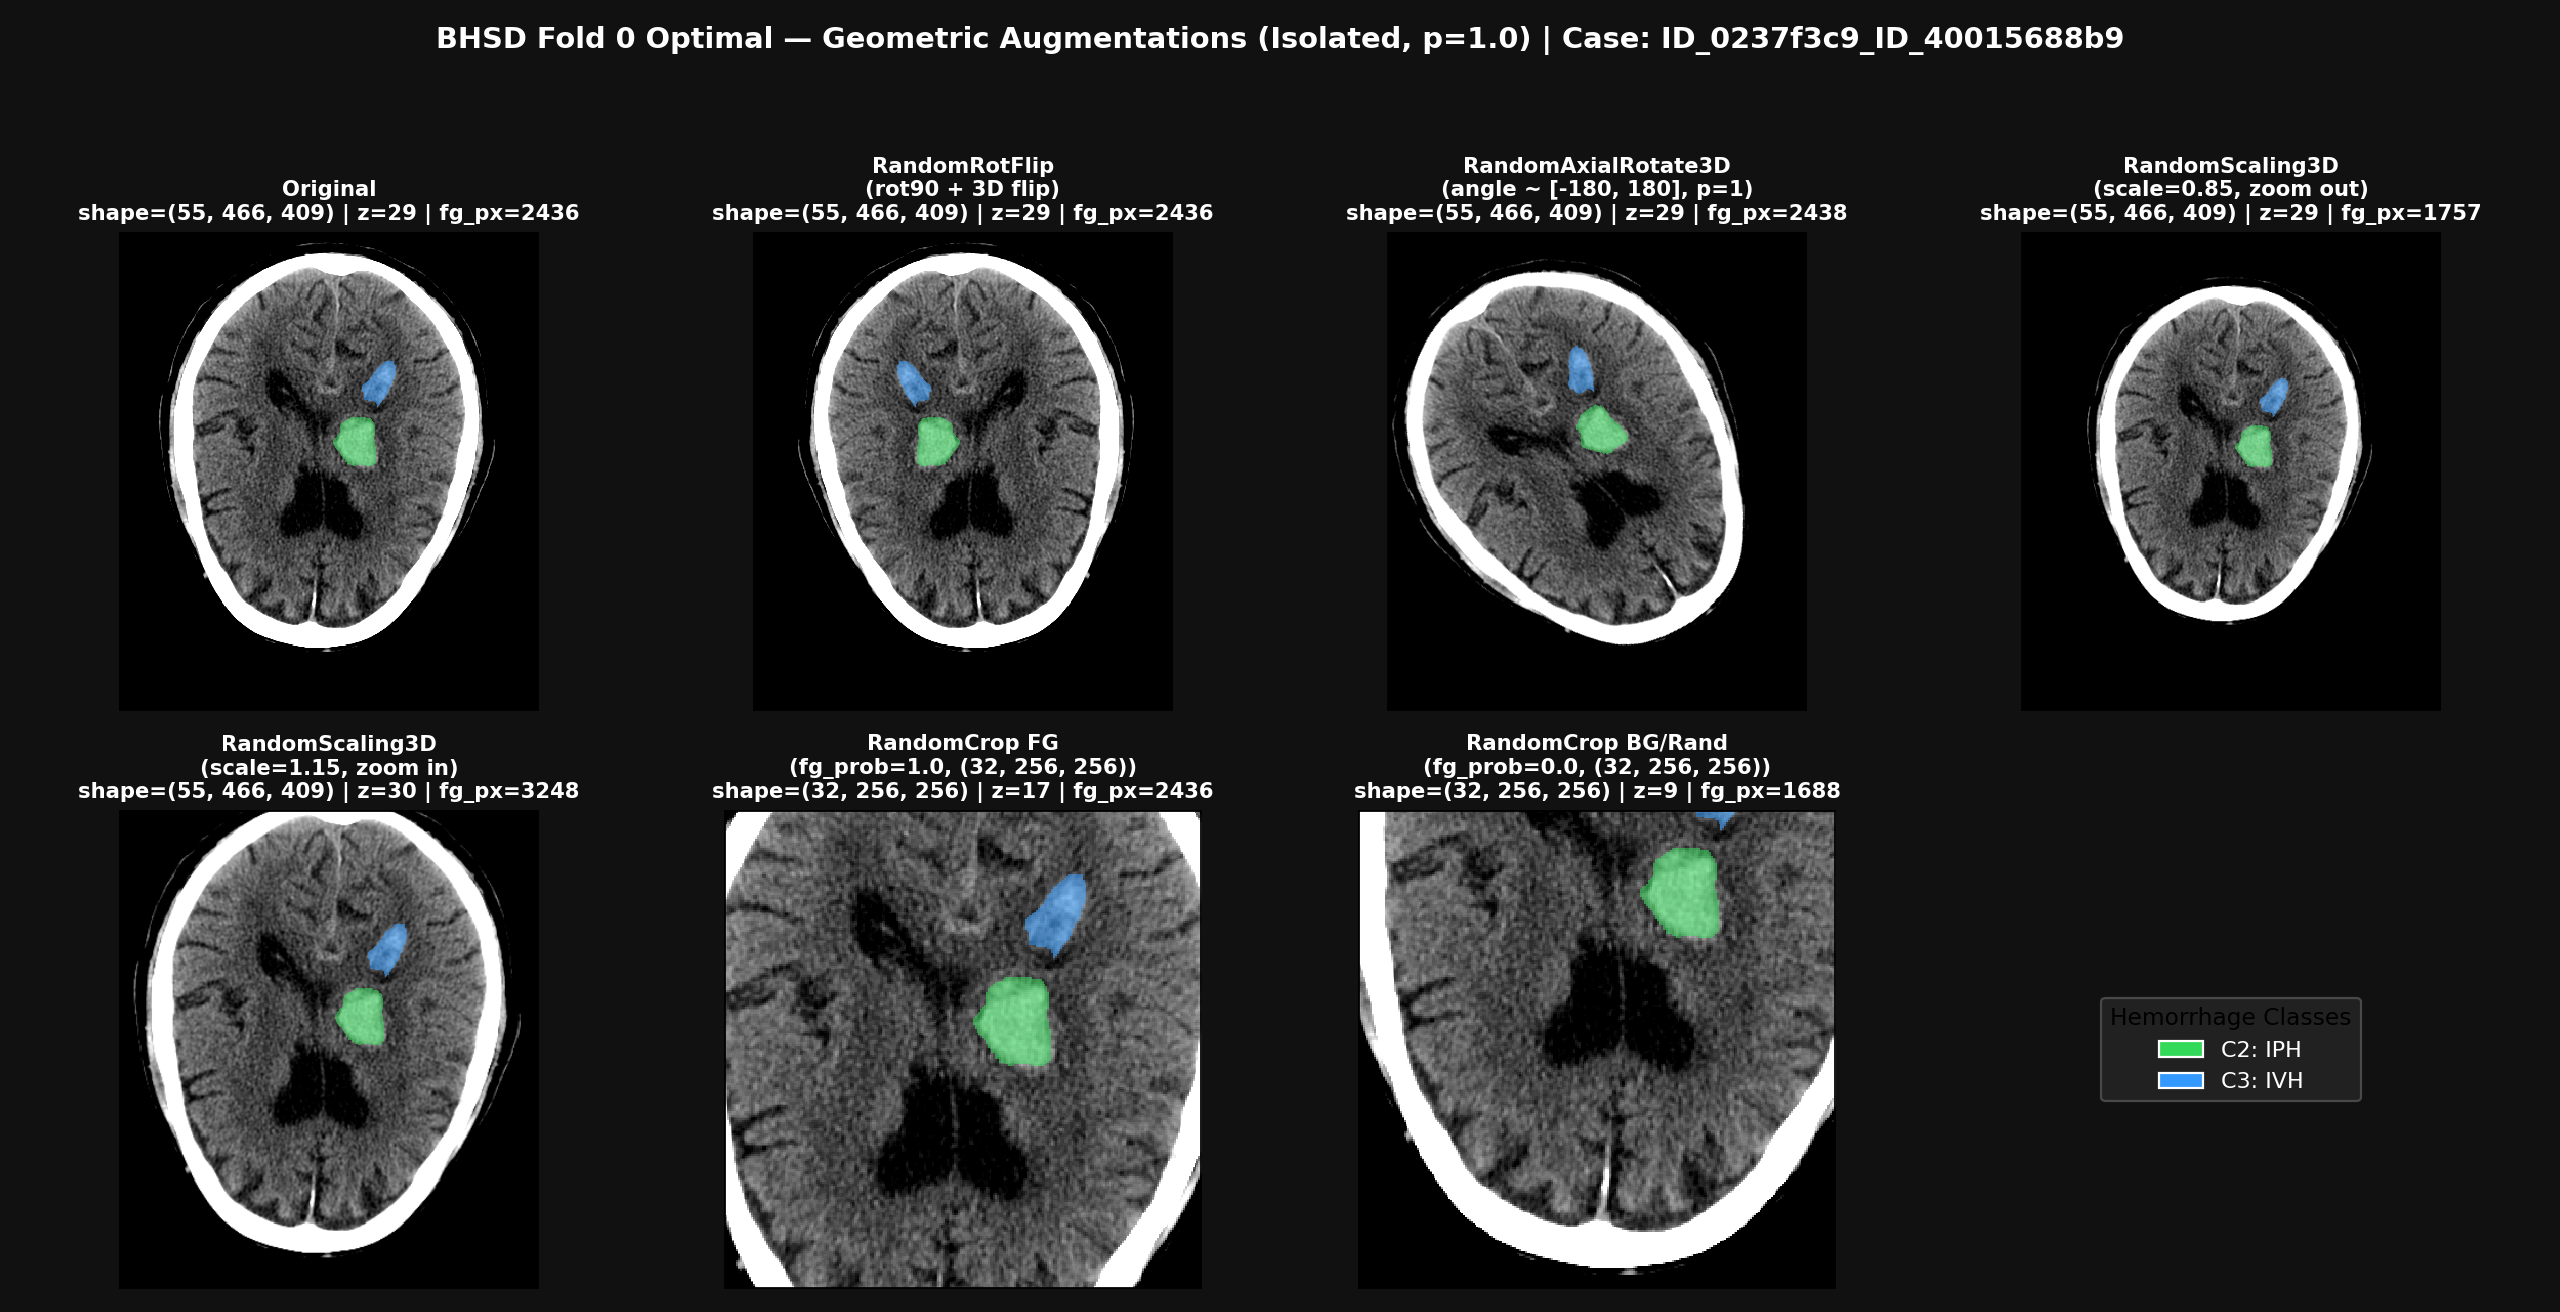 BHSD Fold 0 Optimal — Geometric Augmentations (Isolated, p=1.0) | Case: ID_0237f3c9_ID_40015688b9
Original
shape=(55, 466, 409) | z=29 | fg_px=2436
RandomRotFlip
(rot90 + 3D flip)
shape=(55, 466, 409) | z=29 | fg_px=2436
RandomAxialRotate3D
(angle ~ [-180, 180], p=1)
shape=(55, 466, 409) | z=29 | fg_px=2438
RandomScaling3D
(scale=0.85, zoom out)
shape=(55, 466, 409) | z=29 | fg_px=1757
RandomScaling3D
(scale=1.15, zoom in)
shape=(55, 466, 409) | z=30 | fg_px=3248
RandomCrop FG
(fg_prob=1.0, (32, 256, 256))
shape=(32, 256, 256) | z=17 | fg_px=2436
RandomCrop BG/Rand
(fg_prob=0.0, (32, 256, 256))
shape=(32, 256, 256) | z=9 | fg_px=1688
Hemorrhage Classes
C2: IPH
C3: IVH